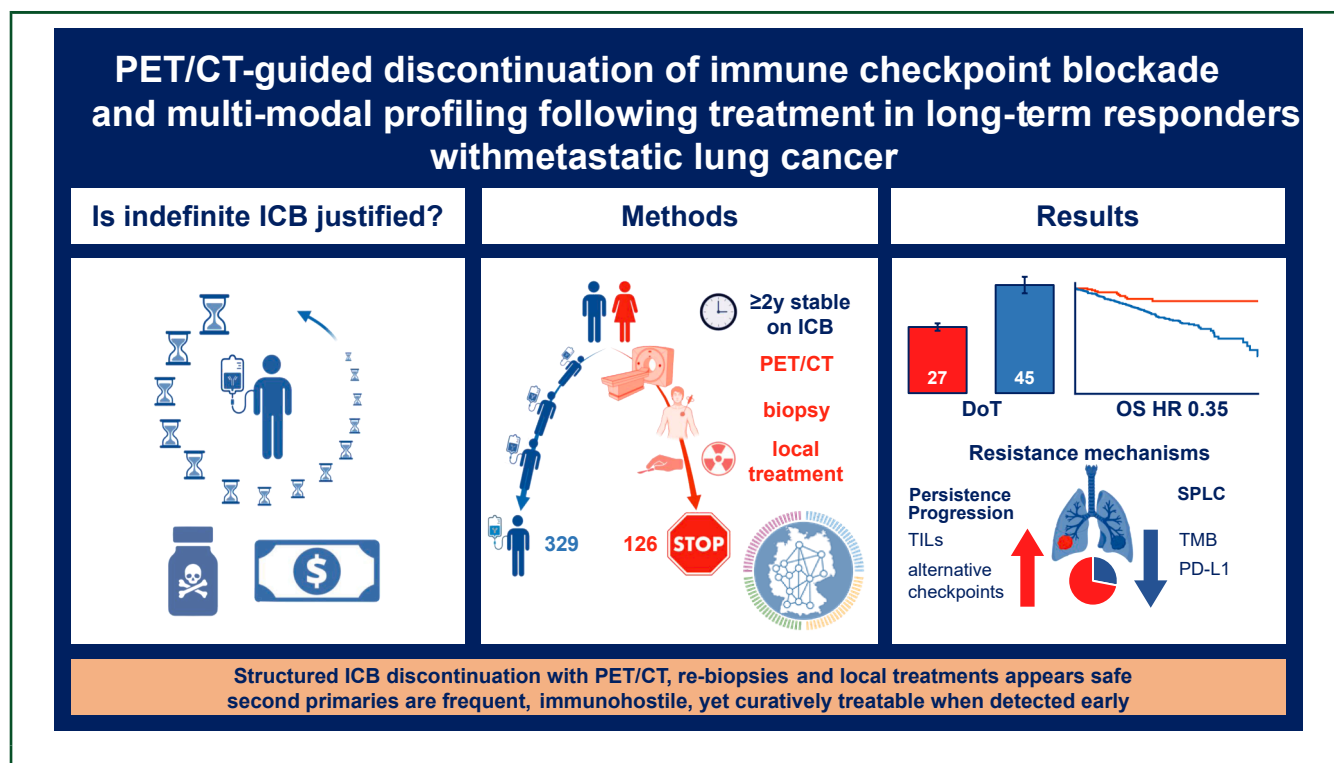 PET/CT-guided discontinuation of immune checkpoint blockade
and multi-modal profiling following treatment in long-term responders
withmetastatic lung cancer
Is indefinite ICB justified?
$
Methods
≥2y stable
on ICB
PET/CT
biopsy
local
treatment
329
126
STOP
Results
27
45
DoT
OS HR 0.35
Resistance mechanisms
Persistence
Progression
TILs
alternative
checkpoints
SPLC
TMB
PD-L1
Structured ICB discontinuation with PET/CT, re-biopsies and local treatments appears safe
second primaries are frequent, immunohostile, yet curatively treatable when detected early